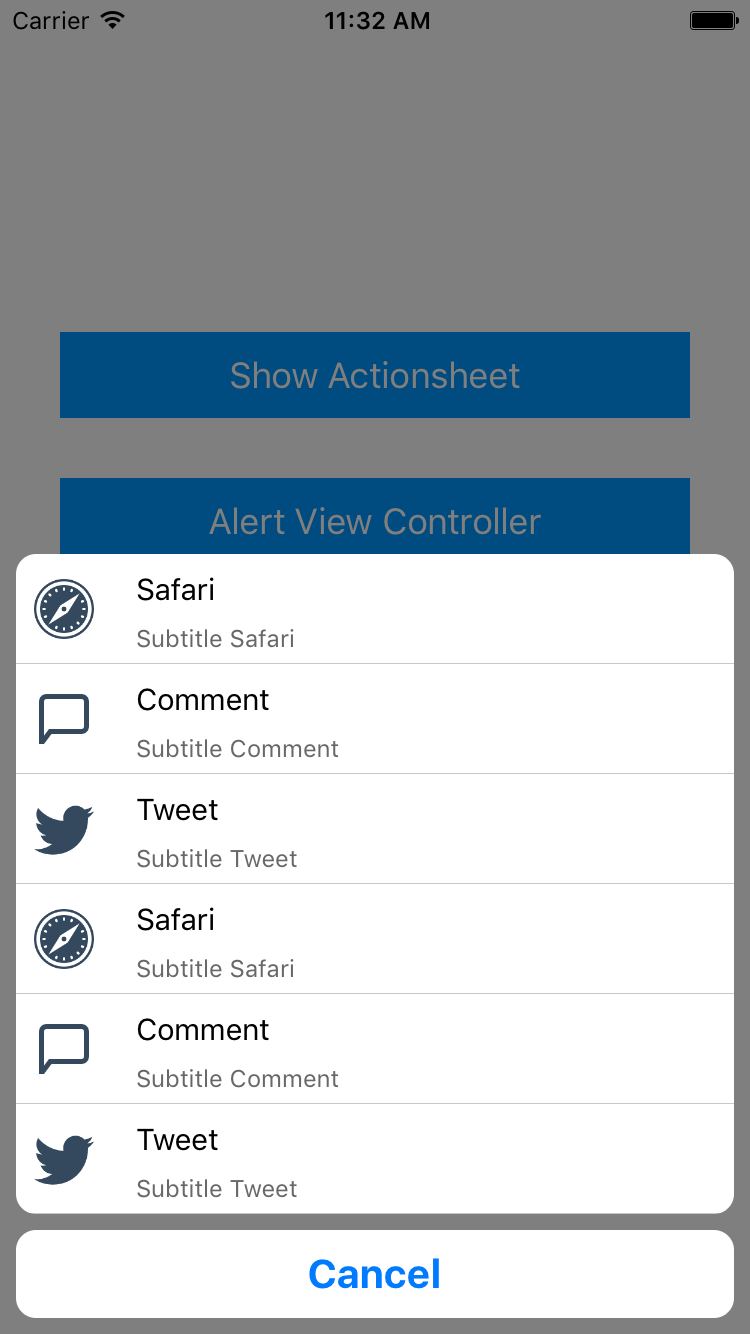 Carrier 11:32 AM
Show Actionsheet
Alert View Controller
Safari
Subtitle Safari
Comment
Subtitle Comment
Tweet
Subtitle Tweet
Safari
Subtitle Safari
Comment
Subtitle Comment
Tweet
Subtitle Tweet
Cancel